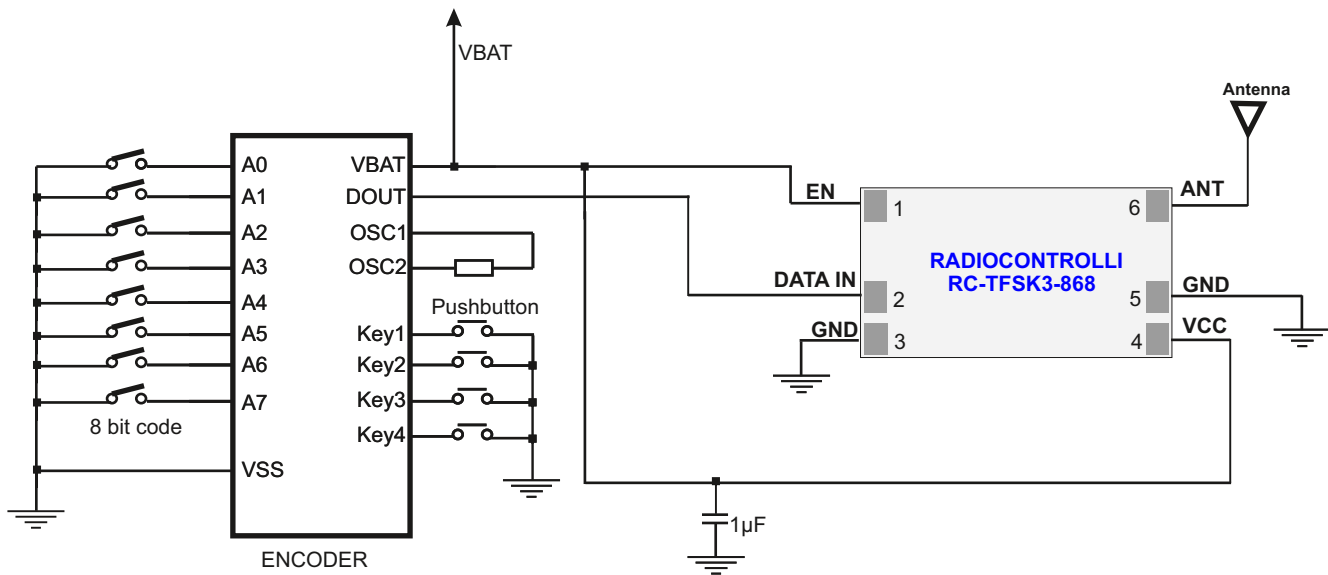 VBAT
Antenna
A0
A1
A2
A3
A4
A5
A6
A7
VSS
8 bit code
VBAT
DOUT
OSC1
OSC2
Pushbutton
Key1
Key2
Key3
Key4
ENCODER
EN
1
DATA IN
2
GND
3
RADIOCONTROLLI
RC-TFSK3-868
6
ANT
5
GND
4
VCC
1µF